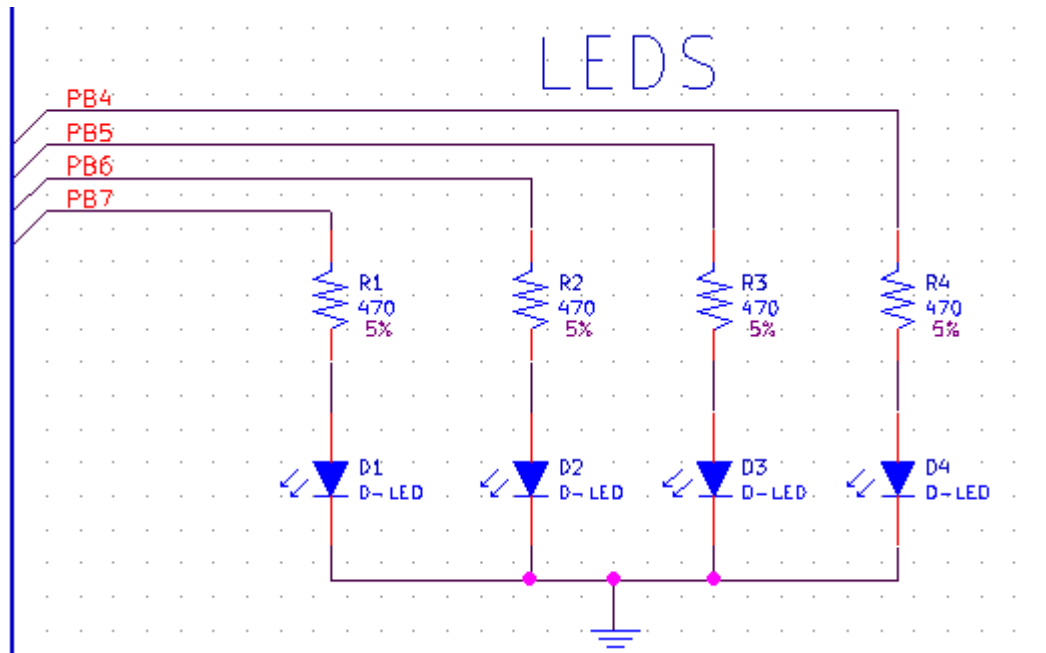 LEDS
PB4
PB5
PB6
PB7
R1
470
5%
R2
470
5%
R3
470
5%
R4
470
5%
D1
D-LED
D2
D-LED
D3
D-LED
D4
D-LED